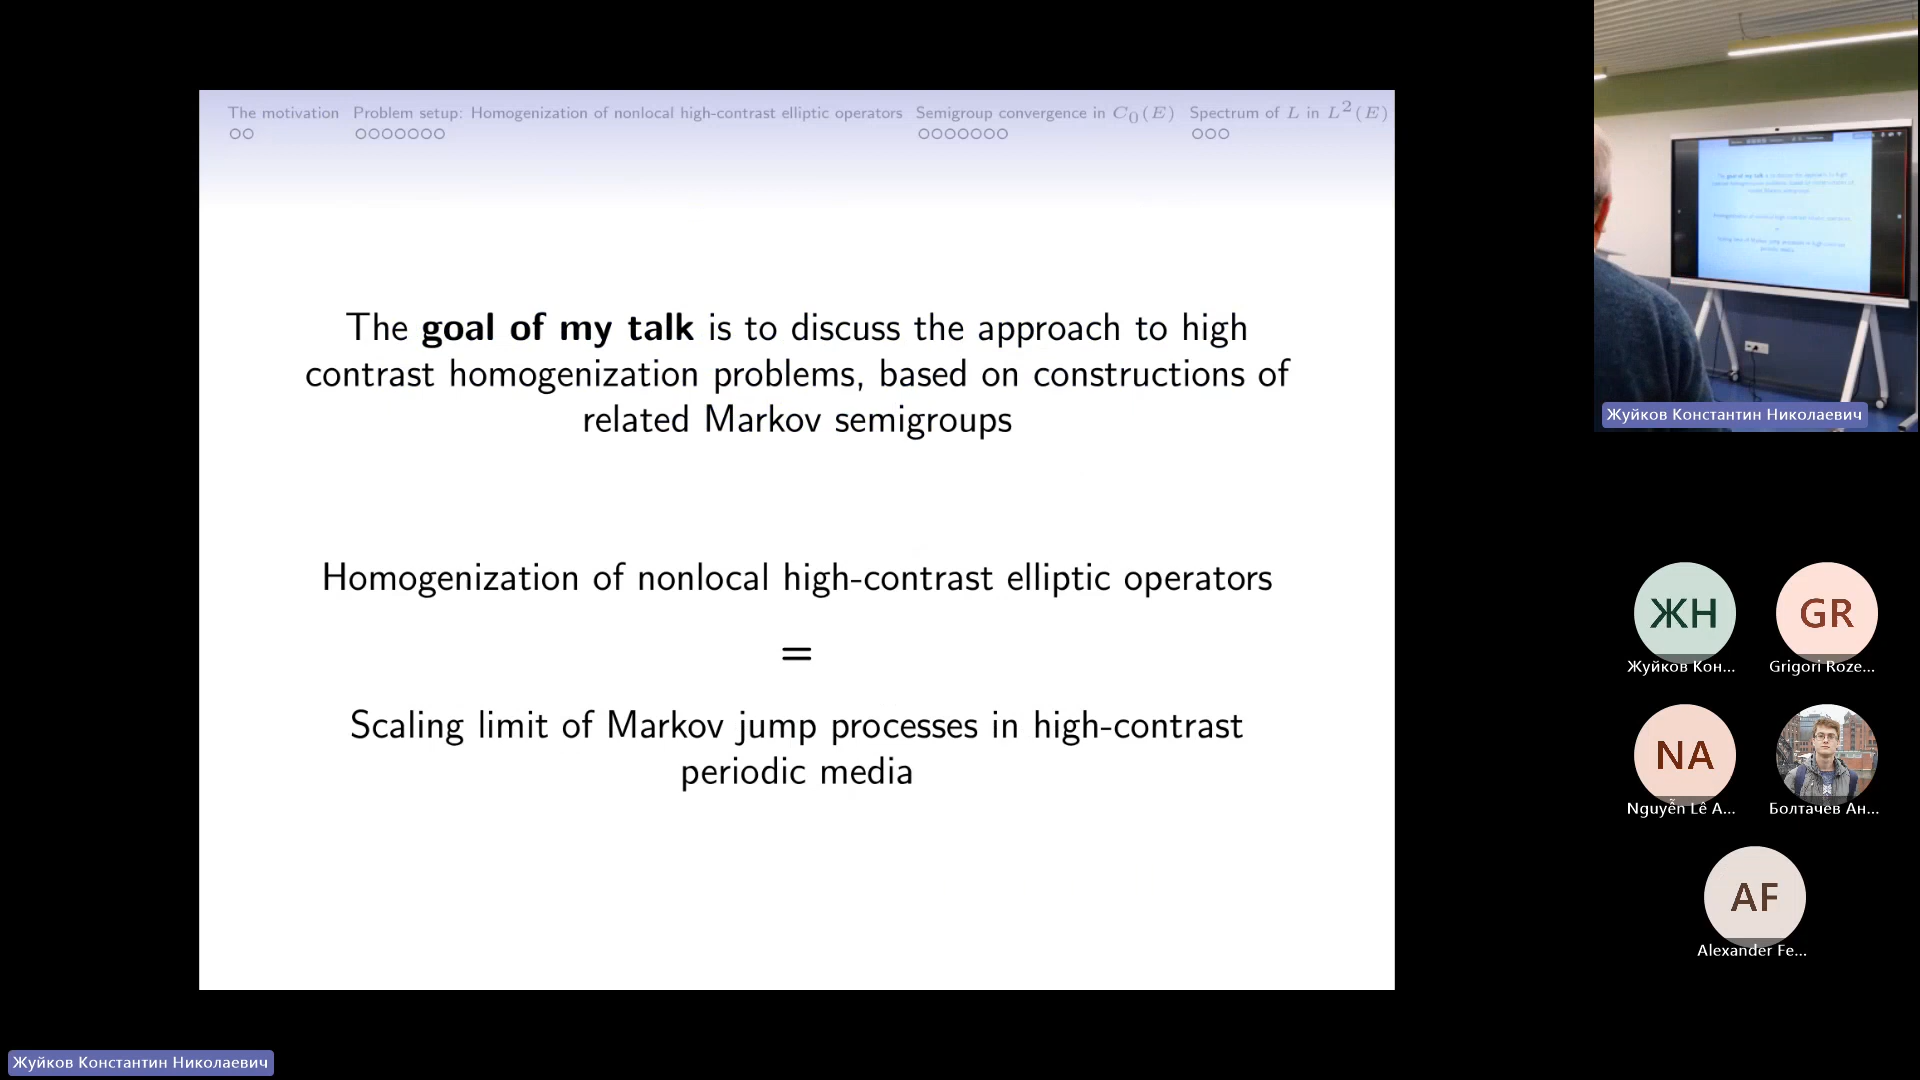 The motivation Problem setup: Homogenization of nonlocal high-contrast elliptic operators Semigroup convergence in C₀(E) Spectrum of L in L²(E)
The goal of my talk is to discuss the approach to high
contrast homogenization problems, based on constructions of
related Markov semigroups
Homogenization of nonlocal high-contrast elliptic operators
=
Scaling limit of Markov jump processes in high-contrast
periodic media
Жуйков Константин Николаевич
ЖН GR
Жуйков Кон... Grigori Roze...
NA
Nguyễn Lê A... Болтачев Ан...
AF
Alexander Fe...
Жуйков Константин Николаевич